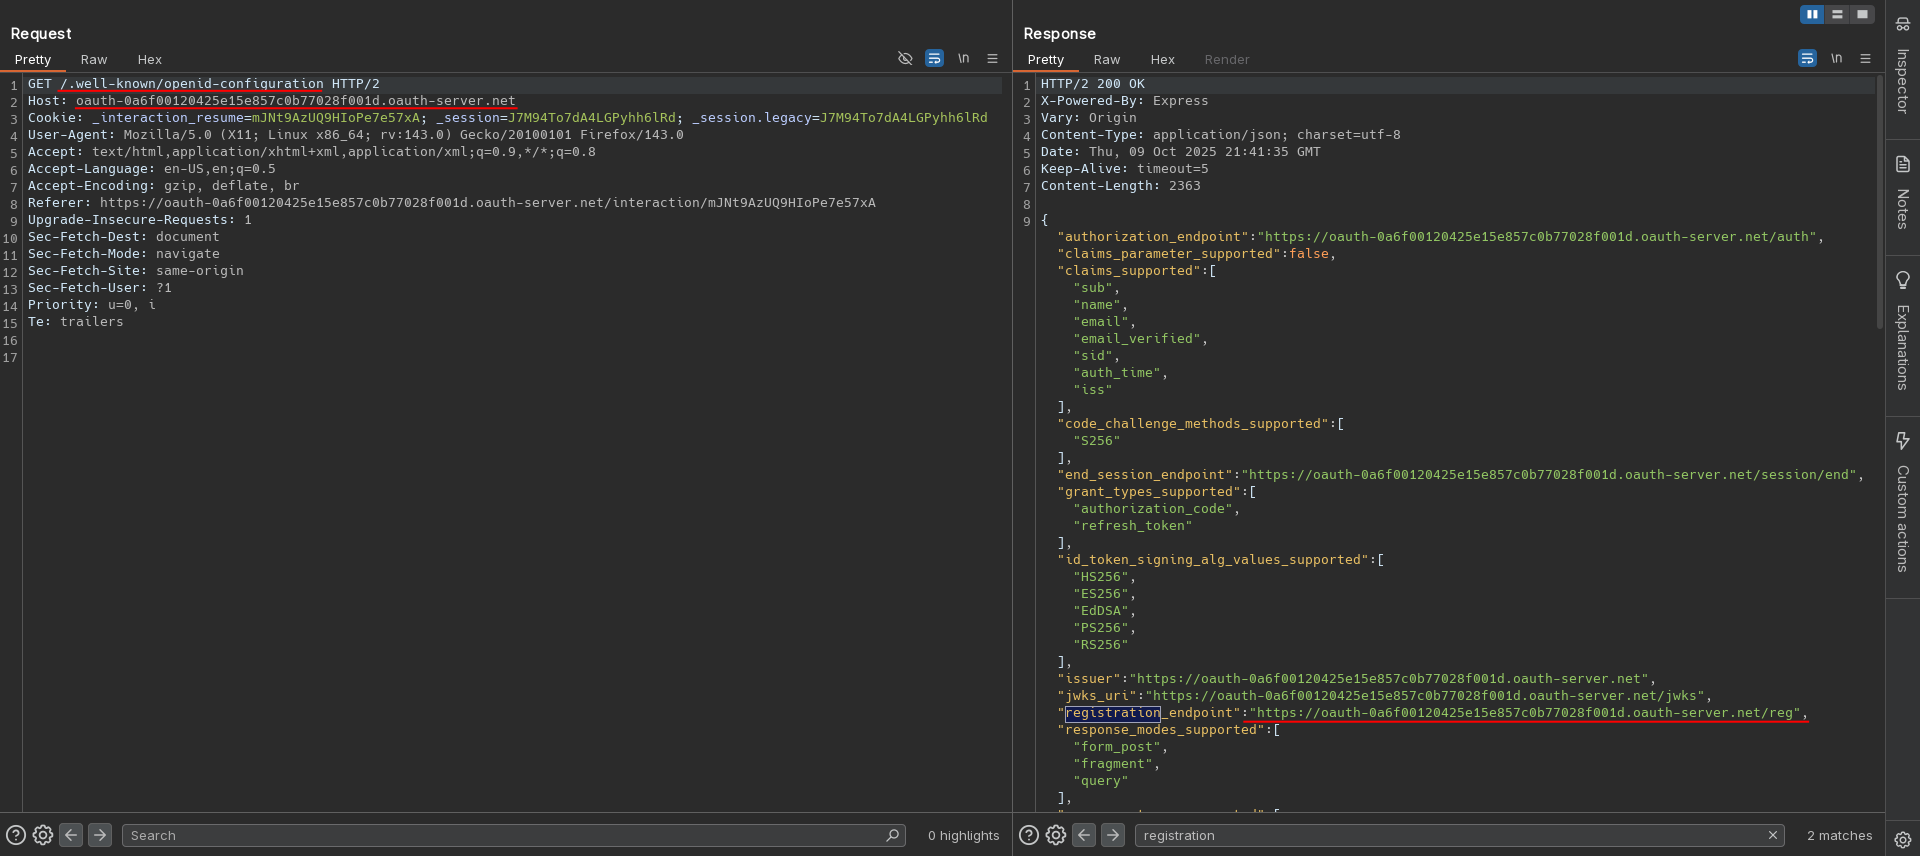 Request
Pretty Raw Hex \n
1 GET /.well-known/openid-configuration HTTP/2
2 Host: oauth-0a6f00120425e15e857c0b77028f001d.oauth-server.net
3 Cookie: _interaction_resume=mJNt9AzUQ9HIoPe7e57xA; _session=J7M94To7dA4LGPyhh6lRd; _session.legacy=J7M94To7dA4LGPyhh6lRd
4 User-Agent: Mozilla/5.0 (X11; Linux x86_64; rv:143.0) Gecko/20100101 Firefox/143.0
5 Accept: text/html,application/xhtml+xml,application/xml;q=0.9,*/*;q=0.8
6 Accept-Language: en-US,en;q=0.5
7 Accept-Encoding: gzip, deflate, br
8 Referer: https://oauth-0a6f00120425e15e857c0b77028f001d.oauth-server.net/interaction/mJNt9AzUQ9HIoPe7e57xA
9 Upgrade-Insecure-Requests: 1
10 Sec-Fetch-Dest: document
11 Sec-Fetch-Mode: navigate
12 Sec-Fetch-Site: same-origin
13 Sec-Fetch-User: ?1
14 Priority: u=0, i
15 Te: trailers
16
17
Search 0 highlights
Response
Pretty Raw Hex Render \n
1 HTTP/2 200 OK
2 X-Powered-By: Express
3 Vary: Origin
4 Content-Type: application/json; charset=utf-8
5 Date: Thu, 09 Oct 2025 21:41:35 GMT
6 Keep-Alive: timeout=5
7 Content-Length: 2363
8
9 {
"authorization_endpoint":"https://oauth-0a6f00120425e15e857c0b77028f001d.oauth-server.net/auth",
"claims_parameter_supported":false,
"claims_supported":[
"sub",
"name",
"email",
"email_verified",
"sid",
"auth_time",
"iss"
],
"code_challenge_methods_supported":[
"S256"
],
"end_session_endpoint":"https://oauth-0a6f00120425e15e857c0b77028f001d.oauth-server.net/session/end",
"grant_types_supported":[
"authorization_code",
"refresh_token"
],
"id_token_signing_alg_values_supported":[
"HS256",
"ES256",
"EdDSA",
"PS256",
"RS256"
],
"issuer":"https://oauth-0a6f00120425e15e857c0b77028f001d.oauth-server.net",
"jwks_uri":"https://oauth-0a6f00120425e15e857c0b77028f001d.oauth-server.net/jwks",
"registration_endpoint":"https://oauth-0a6f00120425e15e857c0b77028f001d.oauth-server.net/reg",
"response_modes_supported":[
"form_post",
"fragment",
"query"
],
registration 2 matches
Inspector
Notes
Explanations
Custom actions